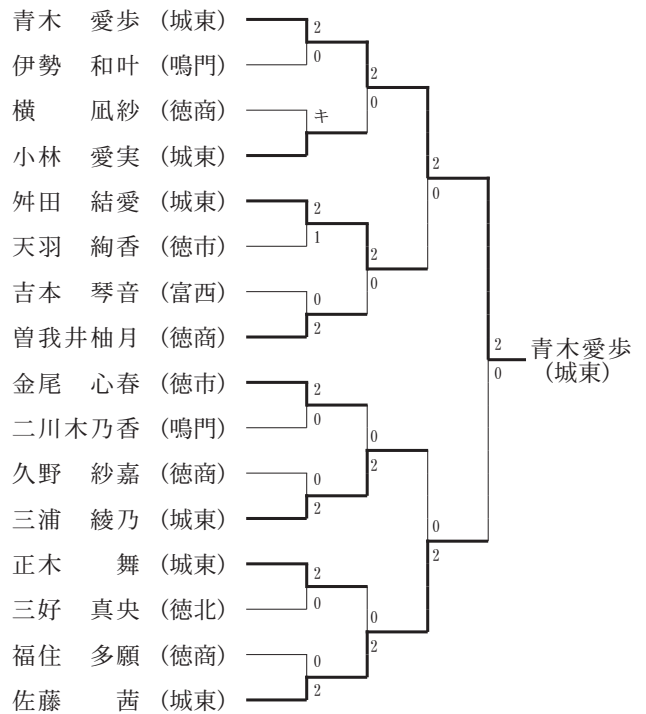 青木　愛歩（城東）
伊勢　和叶（鳴門）
横　　凪紗（徳商）
小林　愛実（城東）
舛田　結愛（城東）
天羽　絢香（徳市）
吉本　琴音（富西）
曽我井柚月（徳商）
金尾　心春（徳市）
二川木乃香（鳴門）
久野　紗嘉（徳商）
三浦　綾乃（城東）
正木　　舞（城東）
三好　真央（徳北）
福住　多願（徳商）
佐藤　　茜（城東）
2
0
キ
2
1
0
2
2
0
0
2
2
0
0
2
2
0
2
0
0
2
0
2
2
0
0
2
2
0
青木愛歩
（城東）